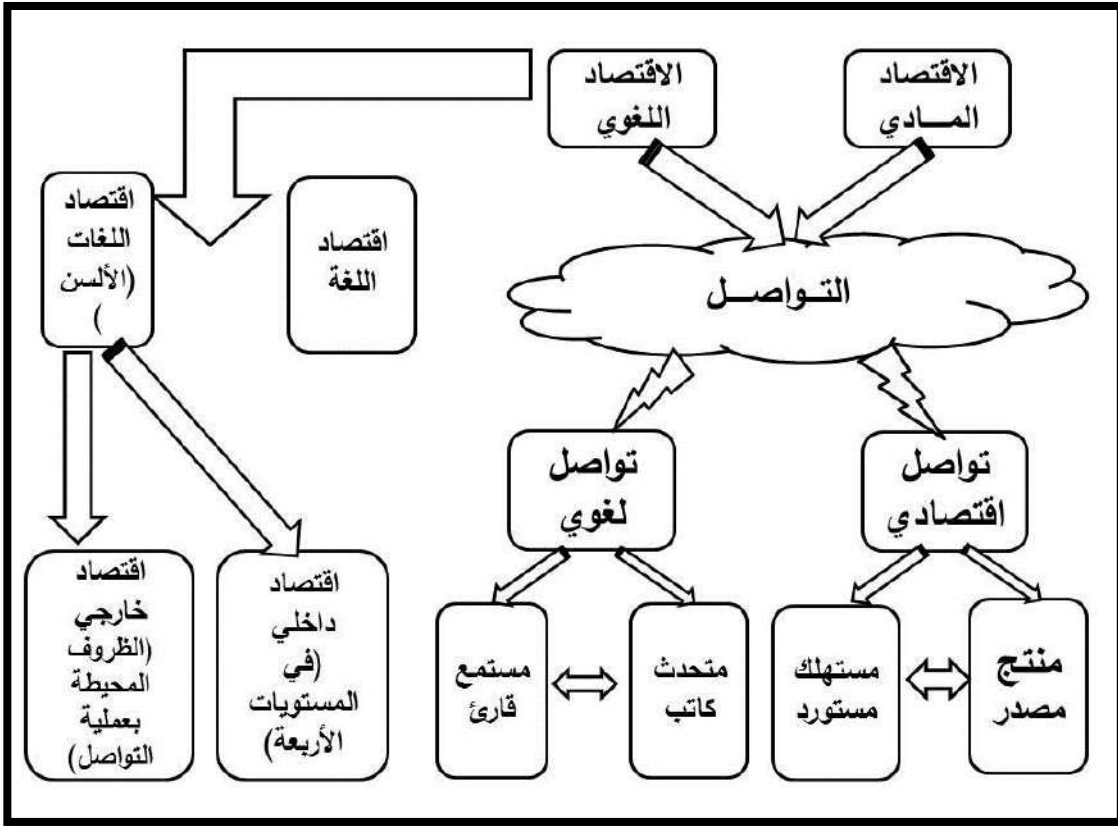 الاقتصاد
المـــادي
الاقتصاد
اللغوي
اقتصاد
اللغة
اقتصاد
اللغات
(الألسن
)
التــواصــل
تواصل
اقتصادي
تواصل
لغوي
منتج
مصدر
مستهلك
مستورد
متحدث
كاتب
مستمع
قارئ
اقتصاد
داخلي
(في
المستويات
الأربعة)
اقتصاد
خارجي
(الظروف
المحيطة
بعملية
التواصل)